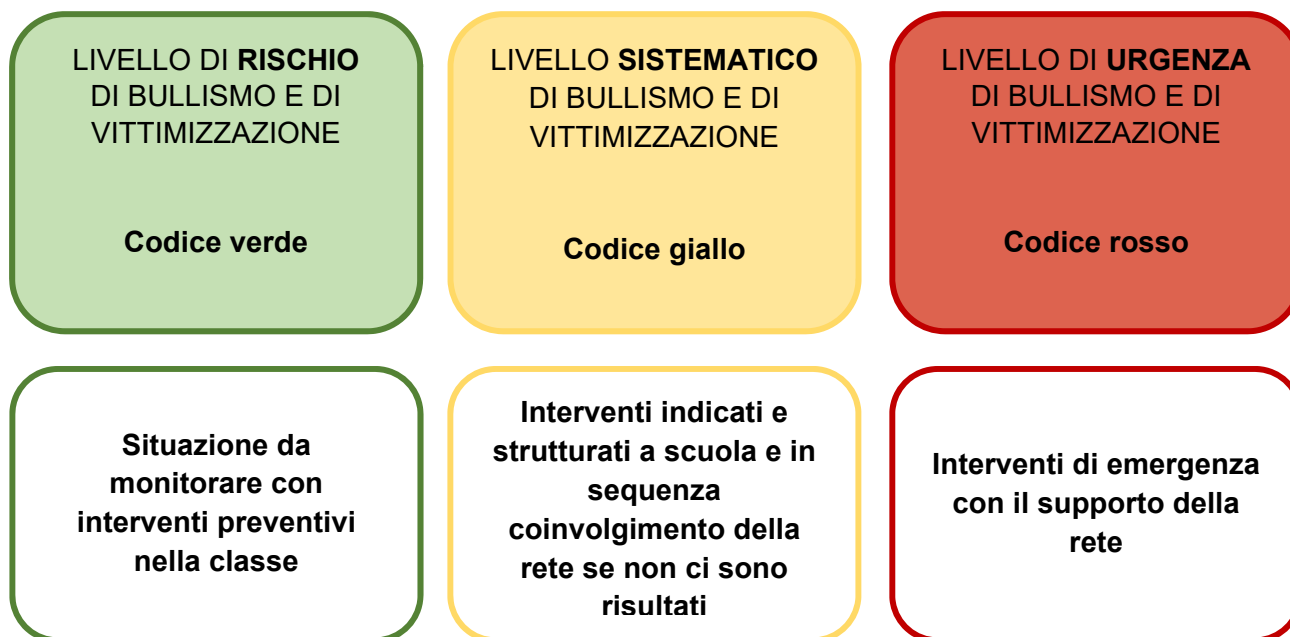 LIVELLO DI RISCHIO
DI BULLISMO E DI
VITTIMIZZAZIONE
Codice verde
LIVELLO SISTEMATICO
DI BULLISMO E DI
VITTIMIZZAZIONE
Codice giallo
LIVELLO DI URGENZA
DI BULLISMO E DI
VITTIMIZZAZIONE
Codice rosso
Situazione da
monitorare con
interventi preventivi
nella classe
Interventi indicati e
strutturati a scuola e in
sequenza
coinvolgimento della
rete se non ci sono
risultati
Interventi di emergenza
con il supporto della
rete